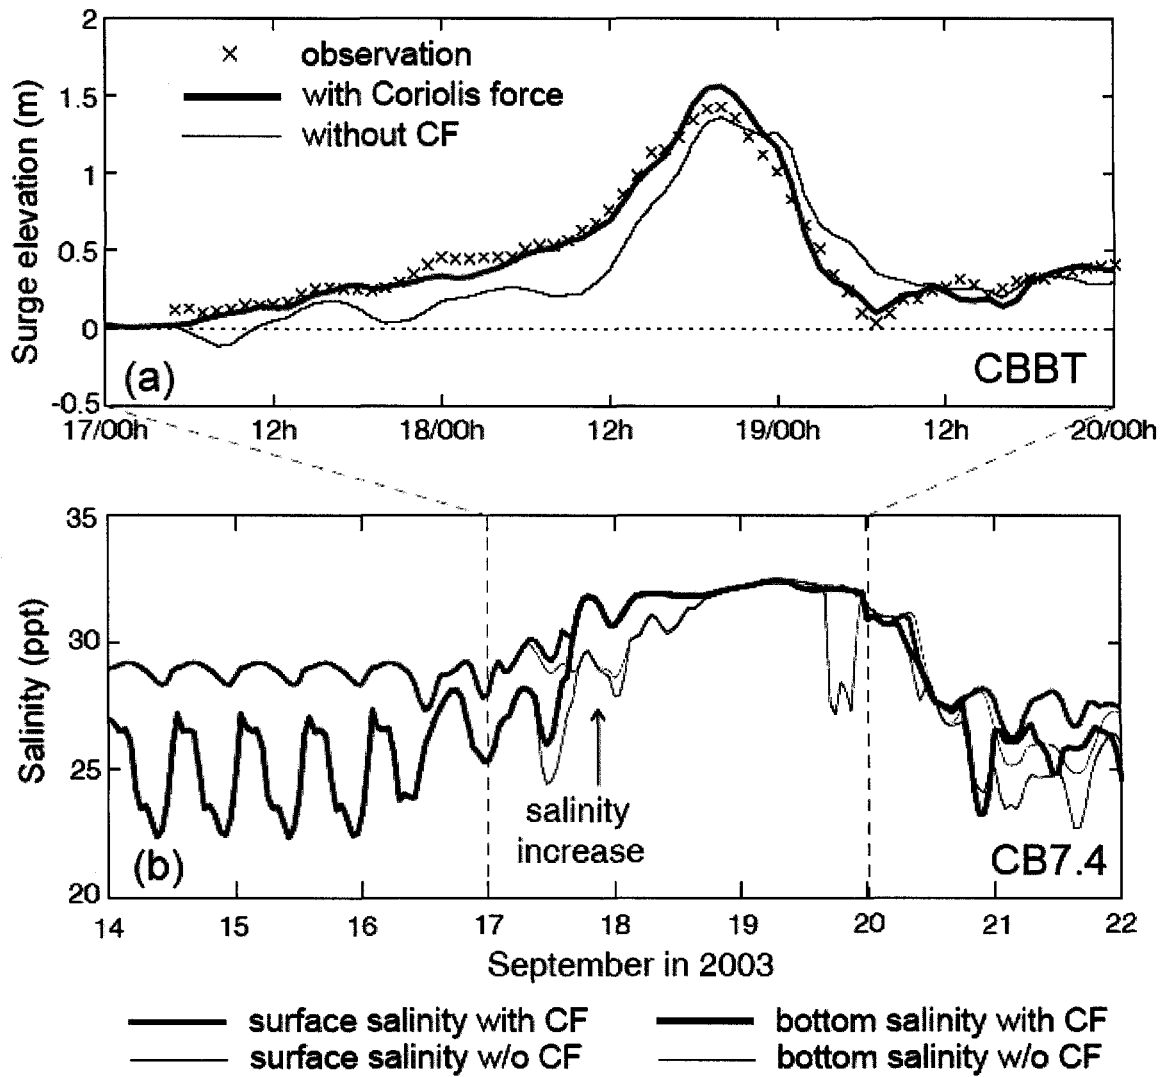 2
× observation
with Coriolis force
without CF
1.5
1
0.5
0
-0.5
Surge elevation (m)
(a)
CBBT
17/00h 12h 18/00h 12h 19/00h 12h 20/00h
35
30
25
20
Salinity (ppt)
salinity
increase
(b)
CB7.4
14 15 16 17 18 19 20 21 22
September in 2003
surface salinity with CF bottom salinity with CF
surface salinity w/o CF bottom salinity w/o CF